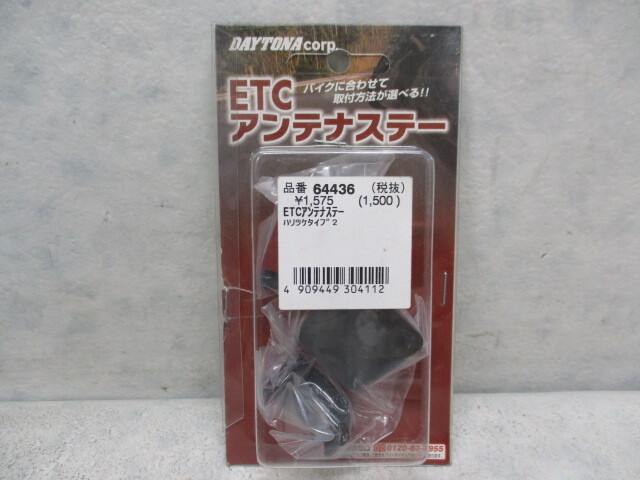 DAYTONA corp.
ETC
バイクに合わせて
取付方法が選べる!!
アンテナステー
品番 64436 (税抜)
¥1,575 (1,500)
ETCアンテナステー
ハリツケタイプ2
4 909449 304112